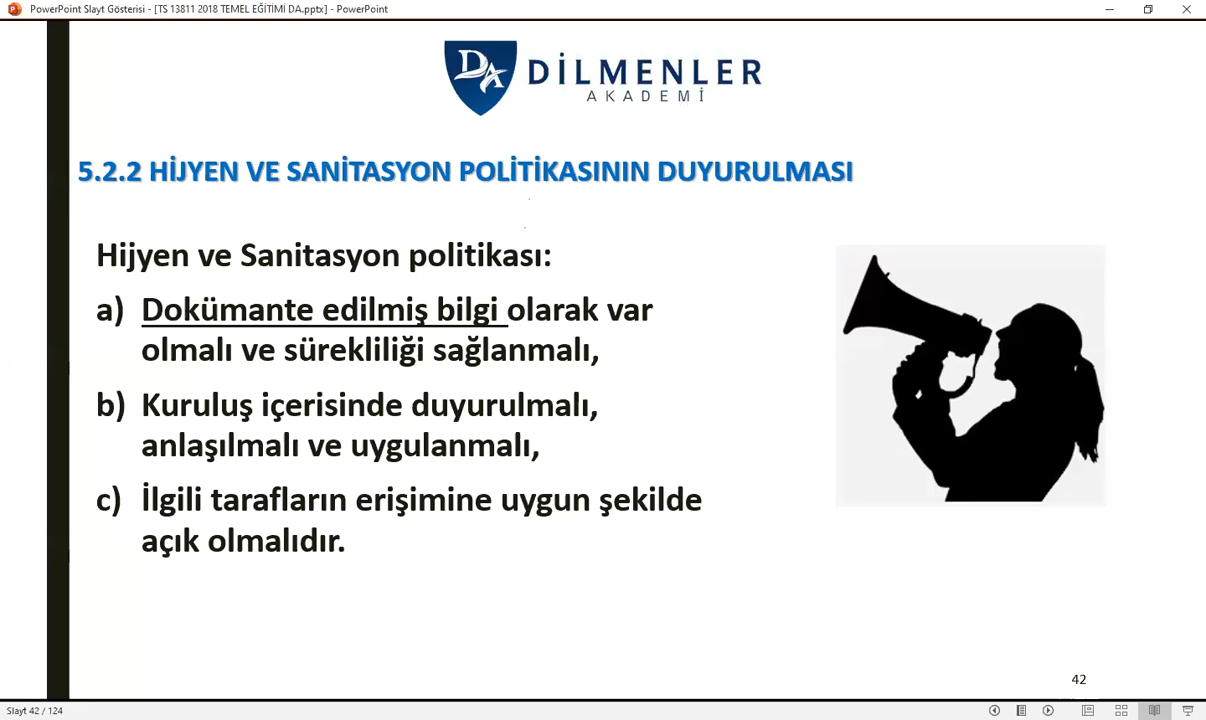 PowerPoint Slayt Gösterisi - [TS 13811 2018 TEMEL EĞİTİMİ DA.pptx] - PowerPoint
DA
DİLMENLER
AKADEMİ
5.2.2 HİJYEN VE SANİTASYON POLİTİKASININ DUYURULMASI
Hijyen ve Sanitasyon politikası:
a) Dokümante edilmiş bilgi olarak var
olmalı ve sürekliliği sağlanmalı,
b) Kuruluş içerisinde duyurulmalı,
anlaşılmalı ve uygulanmalı,
c) İlgili tarafların erişimine uygun şekilde
açık olmalıdır.
42
Slayt 42 / 124